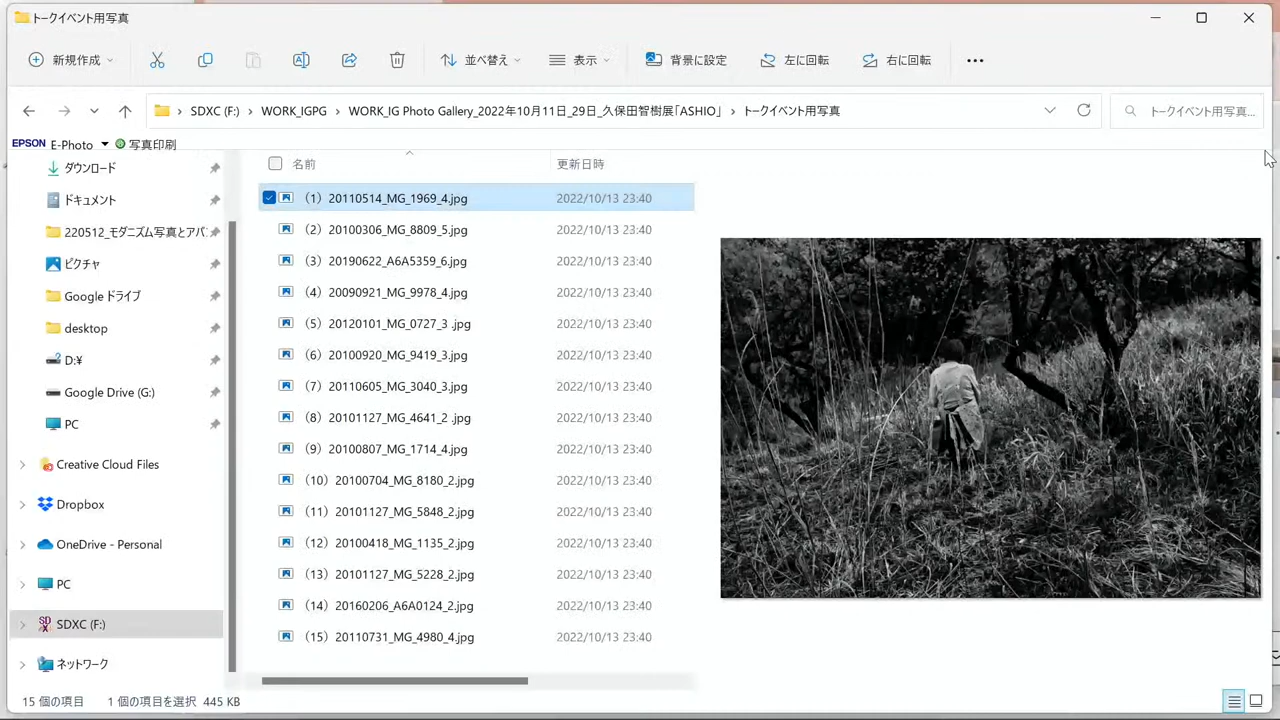 トークイベント用写真
新規作成
並べ替え
表示
背景に設定
左に回転
右に回転
SDXC (F:) › WORK_IGPG › WORK_IG Photo Gallery_2022年10月11日_29日_久保田智樹展「ASHIO」 › トークイベント用写真
トークイベント用写真...
EPSON E-Photo 写真印刷
ダウンロード
ドキュメント
220512_モダニズム写真とアバ
ピクチャ
Google ドライブ
desktop
D:¥
Google Drive (G:)
PC
Creative Cloud Files
Dropbox
OneDrive - Personal
PC
SDXC (F:)
ネットワーク
名前 更新日時
（1）20110514_MG_1969_4.jpg 2022/10/13 23:40
（2）20100306_MG_8809_5.jpg 2022/10/13 23:40
（3）20190622_A6A5359_6.jpg 2022/10/13 23:40
（4）20090921_MG_9978_4.jpg 2022/10/13 23:40
（5）20120101_MG_0727_3 .jpg 2022/10/13 23:40
（6）20100920_MG_9419_3.jpg 2022/10/13 23:40
（7）20110605_MG_3040_3.jpg 2022/10/13 23:40
（8）20101127_MG_4641_2 .jpg 2022/10/13 23:40
（9）20100807_MG_1714_4.jpg 2022/10/13 23:40
（10）20100704_MG_8180_2.jpg 2022/10/13 23:40
（11）20101127_MG_5848_2.jpg 2022/10/13 23:40
（12）20100418_MG_1135_2.jpg 2022/10/13 23:40
（13）20101127_MG_5228_2.jpg 2022/10/13 23:40
（14）20160206_A6A0124_2.jpg 2022/10/13 23:40
（15）20110731_MG_4980_4.jpg 2022/10/13 23:40
15 個の項目 1 個の項目を選択 445 KB